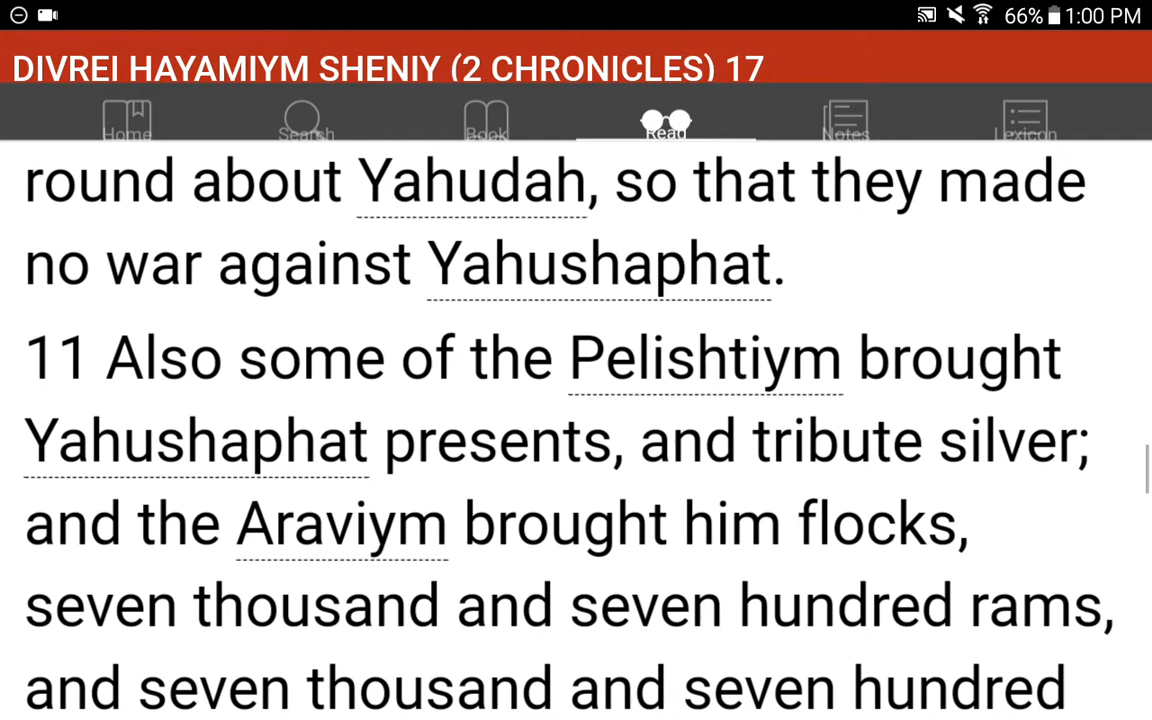 66% 1:00 PM
DIVREI HAYAMIYM SHENIY (2 CHRONICLES) 17
Home Search Book Read Notes Lexicon
round about Yahudah, so that they made
no war against Yahushaphat.
11 Also some of the Pelishtiym brought
Yahushaphat presents, and tribute silver;
and the Araviym brought him flocks,
seven thousand and seven hundred rams,
and seven thousand and seven hundred